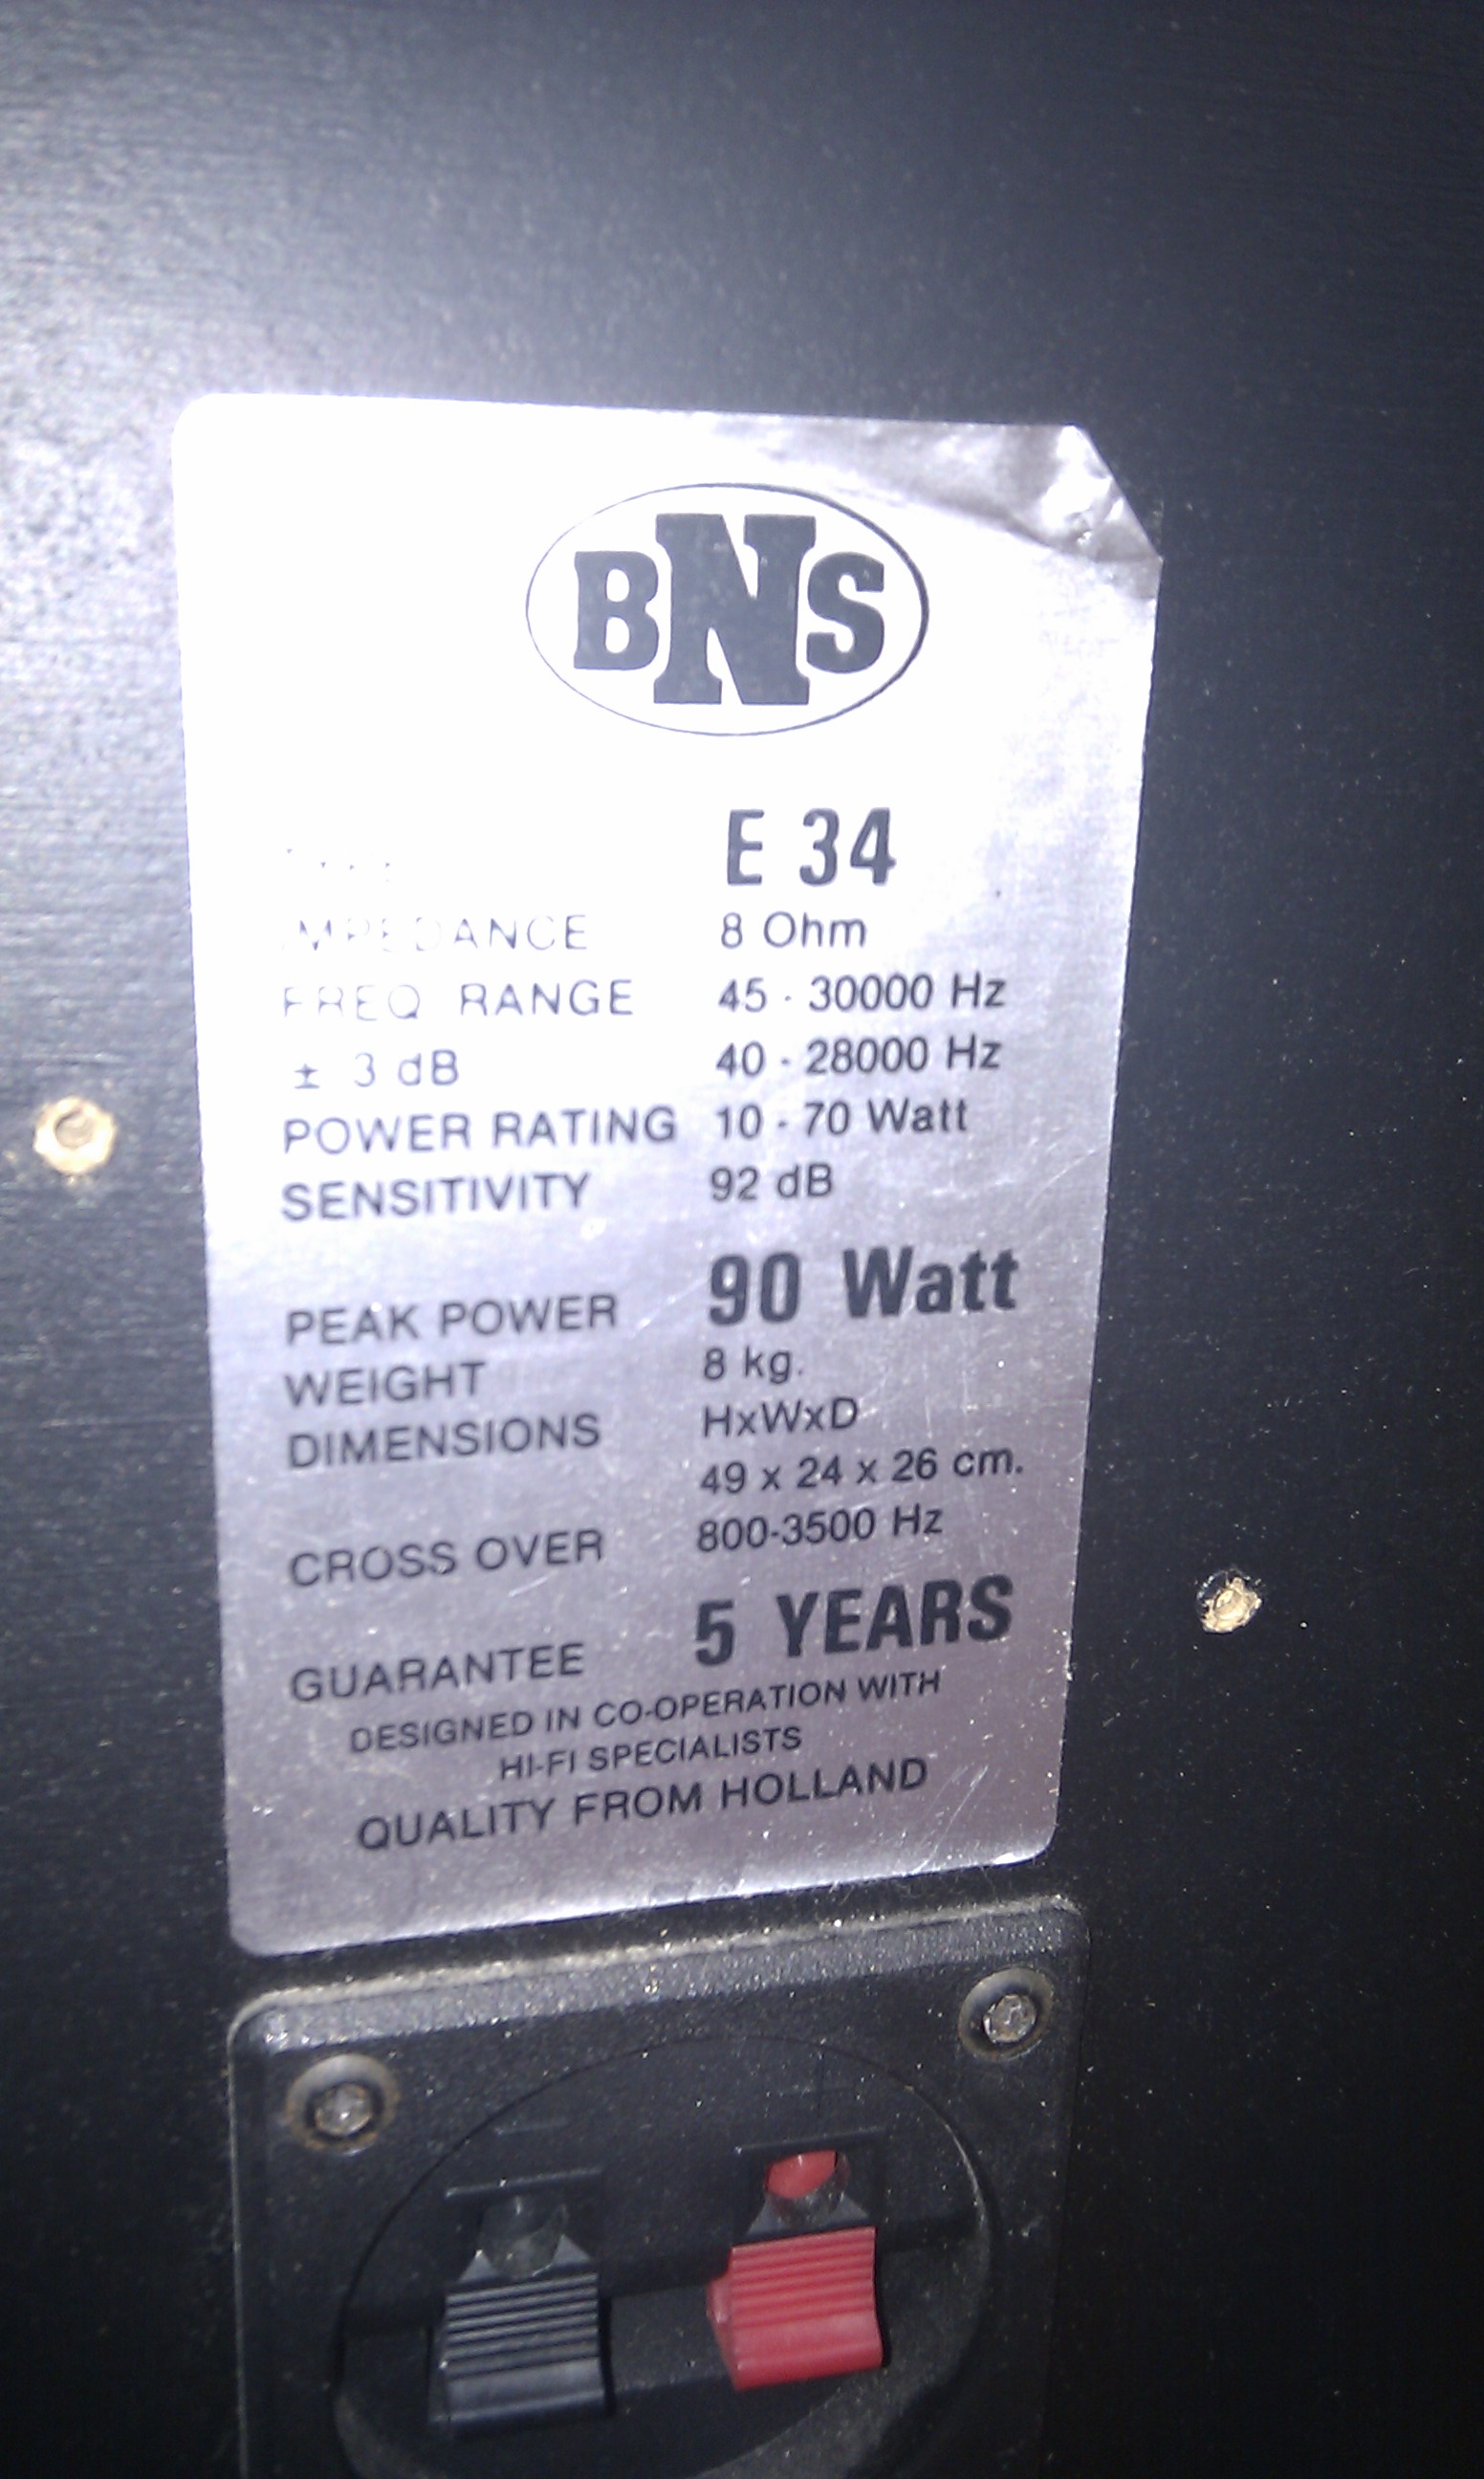 BNS
E 34
IMPEDANCE 8 Ohm
FREQ RANGE 45 - 30000 Hz
± 3 dB 40 - 28000 Hz
POWER RATING 10 - 70 Watt
SENSITIVITY 92 dB
PEAK POWER 90 Watt
WEIGHT 8 kg.
DIMENSIONS HxWxD
49 x 24 x 26 cm.
CROSS OVER 800-3500 Hz
GUARANTEE 5 YEARS
DESIGNED IN CO-OPERATION WITH
HI-FI SPECIALISTS
QUALITY FROM HOLLAND